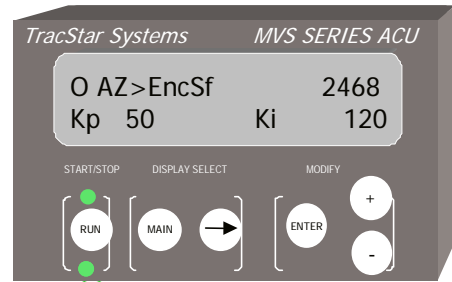 TracStar Systems MVS SERIES ACU
O AZ>EncSf 2468
Kp 50 Ki 120
START/STOP DISPLAY SELECT MODIFY
RUN MAIN ENTER + -